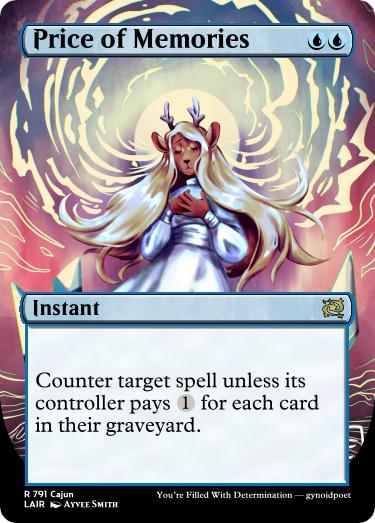 Price of Memories
Instant
Counter target spell unless its
controller pays 1 for each card
in their graveyard.
R 791 Cajun
LAIR Ayvee Smith
You're Filled With Determination — gynoidpoet